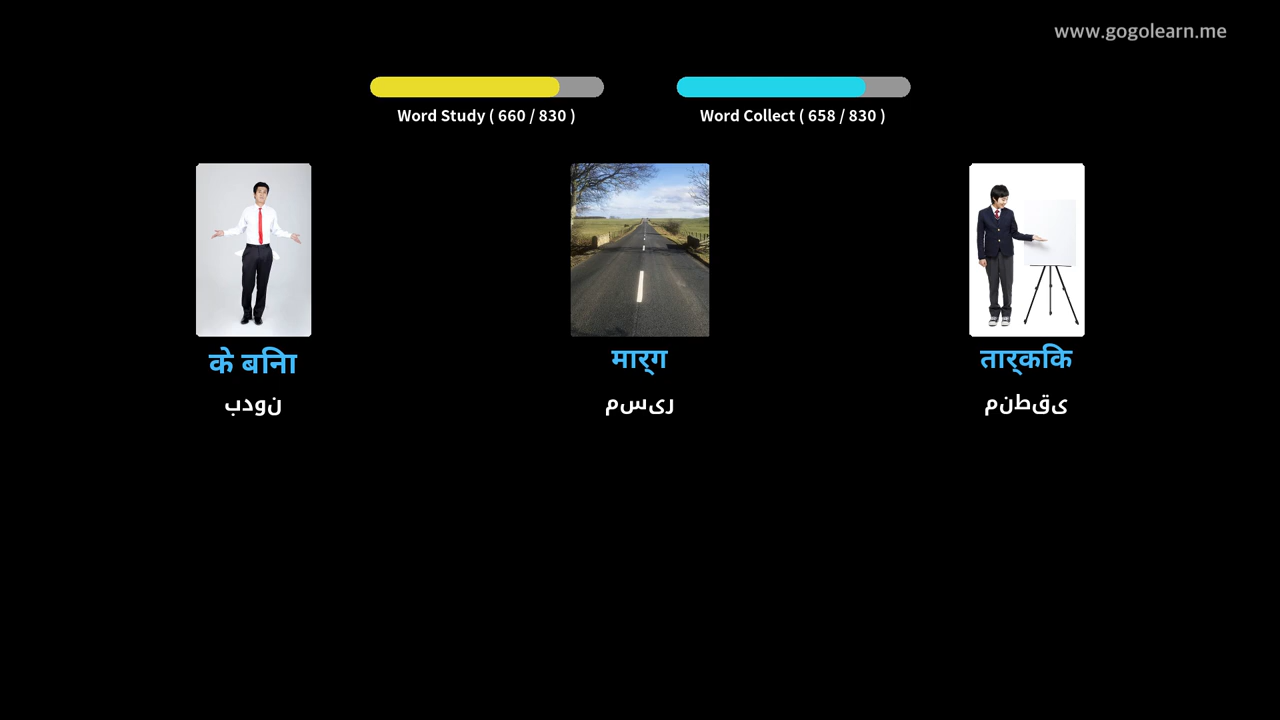 www.gogolearn.me
Word Study ( 660 / 830 )
Word Collect ( 658 / 830 )
के बिना
मार्ग
तार्किक
بدون
مسیر
منطقی